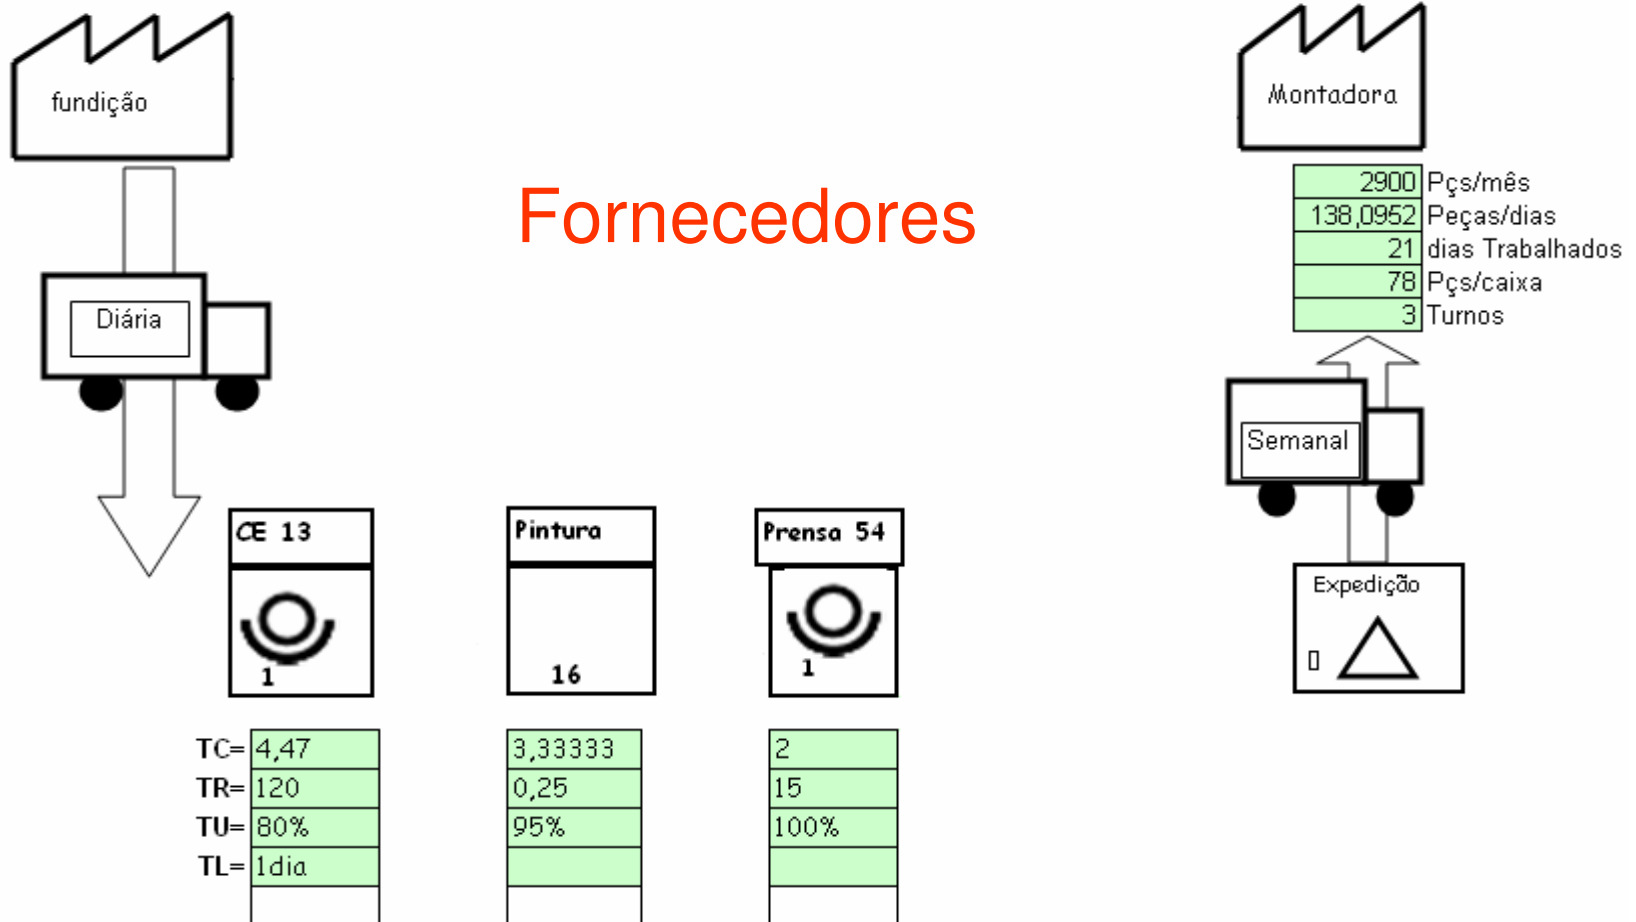 fundição
Montadora
Fornecedores
2900 Pçs/mês
138,0952 Peças/dias
21 dias Trabalhados
78 Pçs/caixa
3 Turnos
Diária
Semanal
CE 13
Pintura
Prensa 54
Expedição
1
16
1
TC= 4,47 3,33333 2
TR= 120 0,25 15
TU= 80% 95% 100%
TL= 1dia